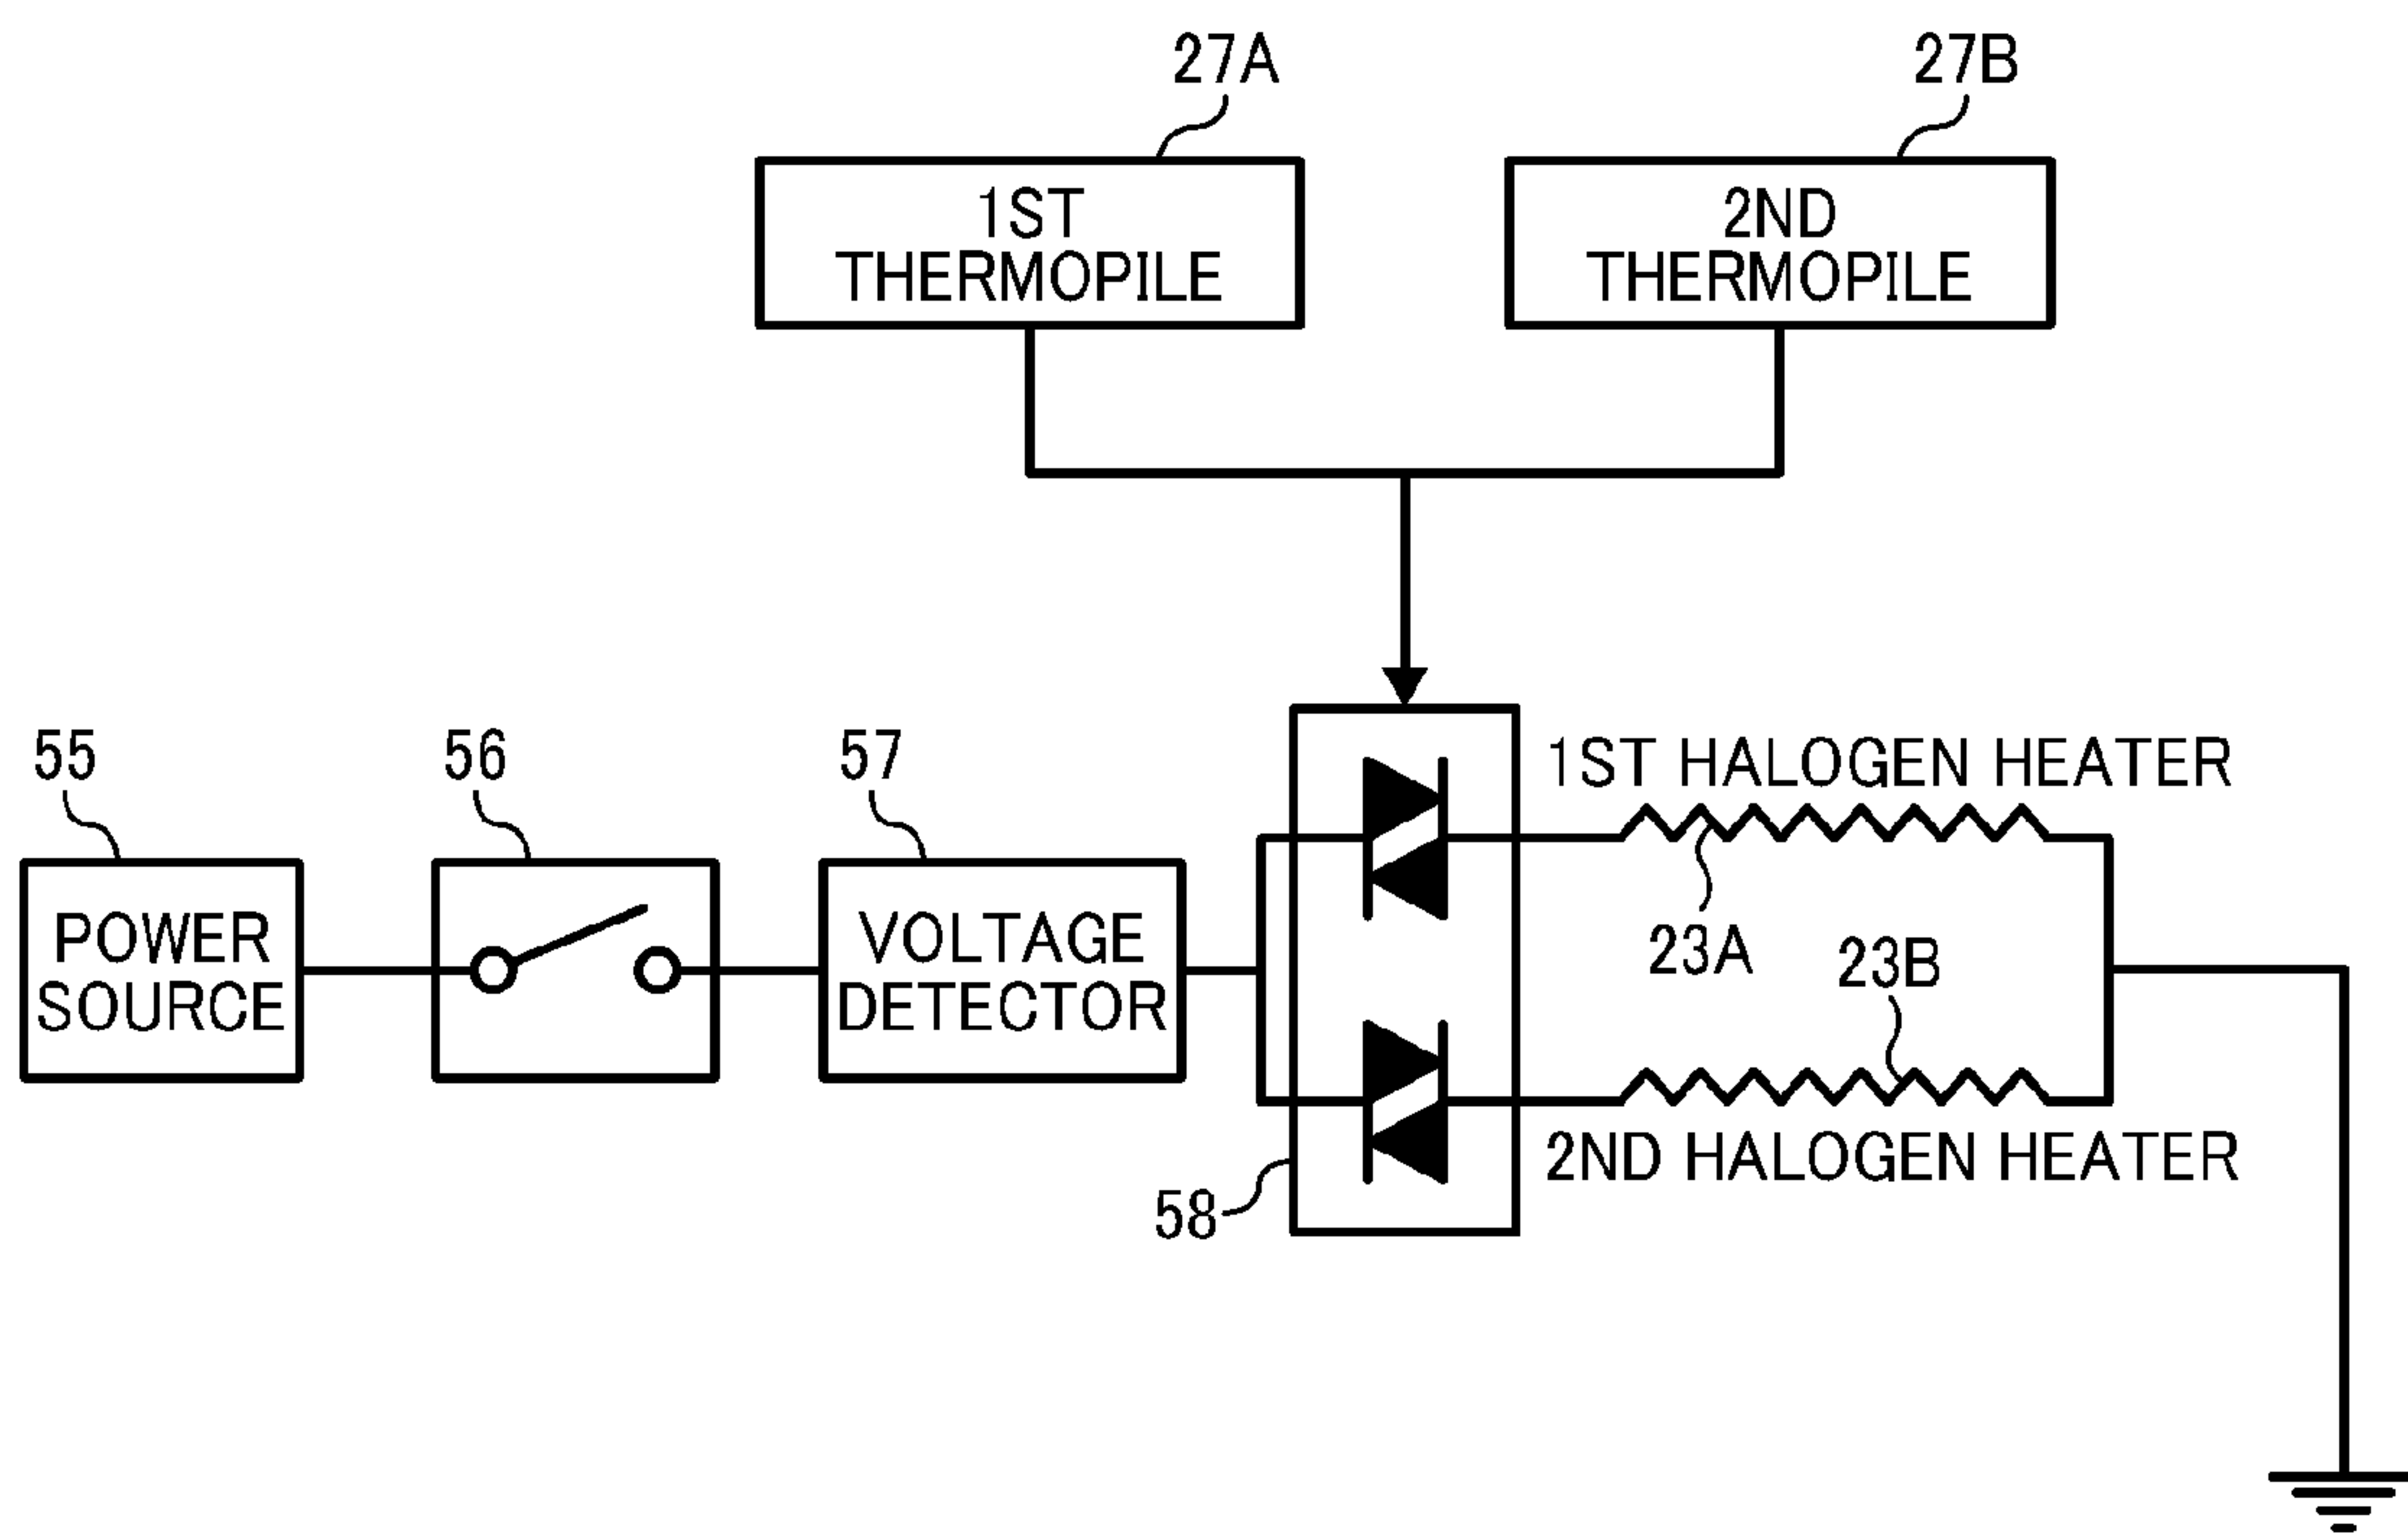 27A
27B
1ST
THERMOPILE
2ND
THERMOPILE
55
56
57
1ST HALOGEN HEATER
POWER
SOURCE
VOLTAGE
DETECTOR
23A
23B
2ND HALOGEN HEATER
58